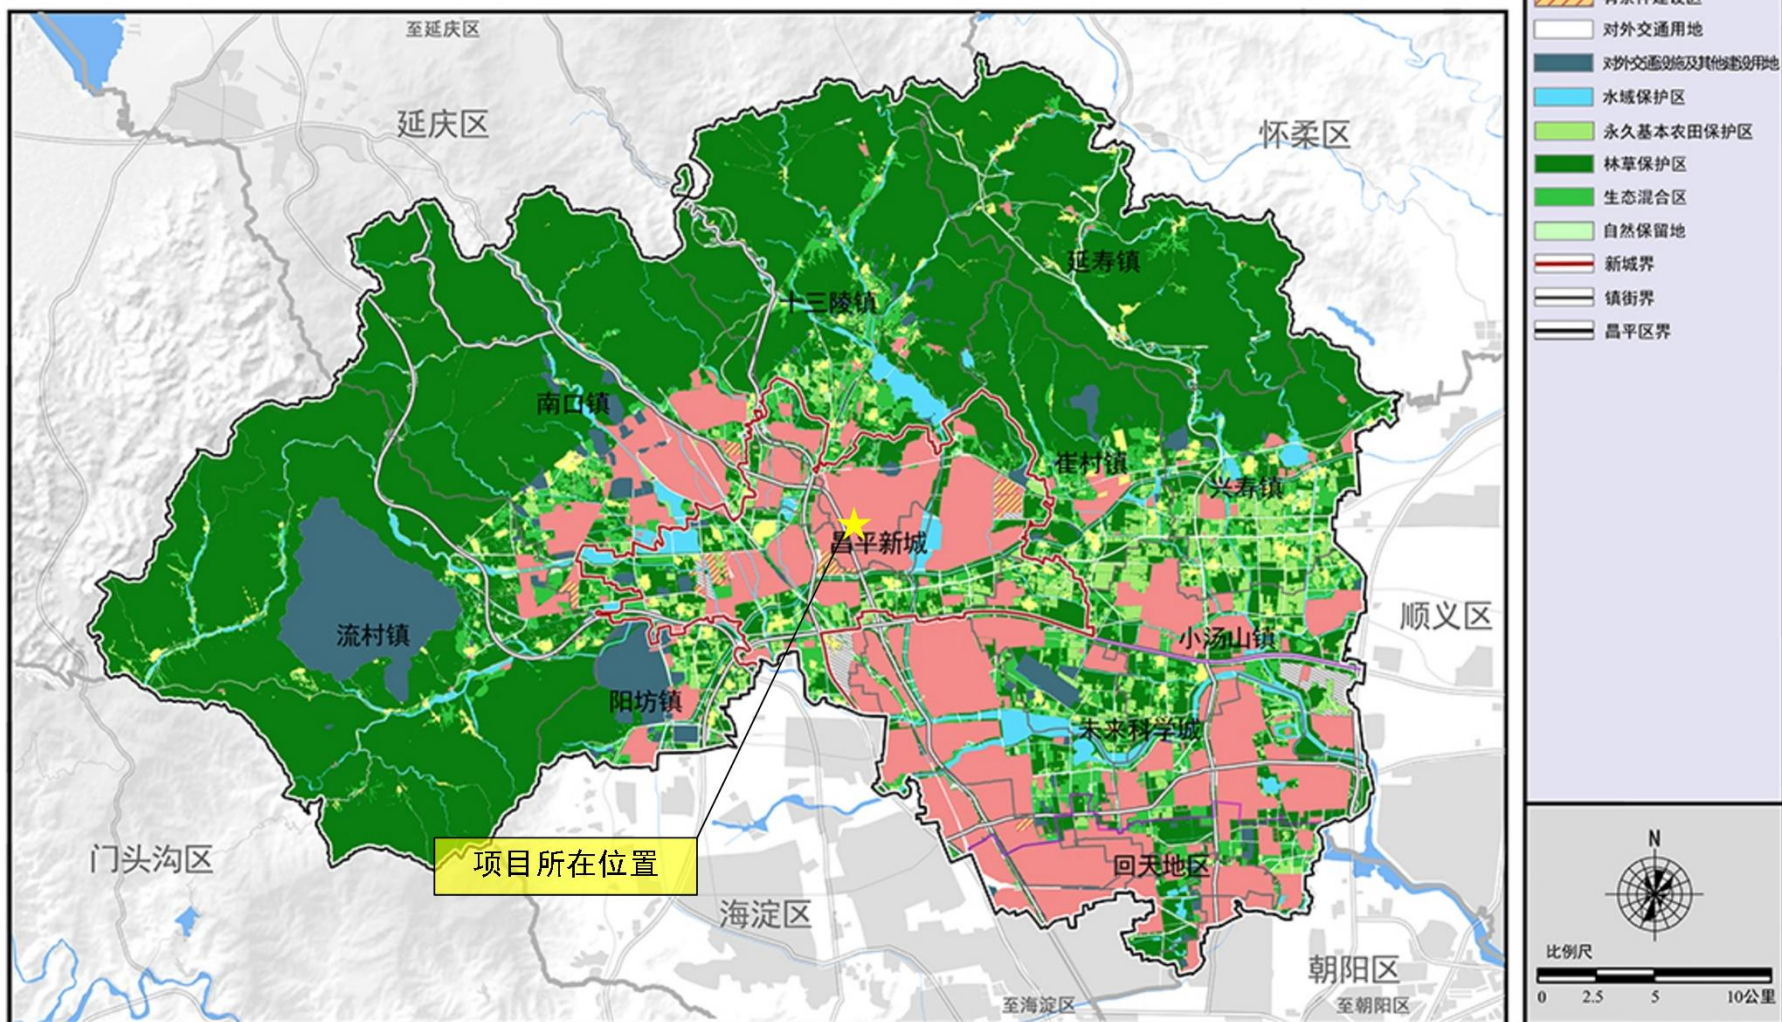 至延庆区
延庆区
怀柔区
延寿镇
十三陵镇
南口镇
崔村镇
兴寿镇
昌平新城
顺义区
流村镇
小汤山镇
阳坊镇
未来科学城
门头沟区
项目所在位置
回天地区
海淀区
朝阳区
至海淀区
至朝阳区
有条件建设区
对外交通用地
对外交通设施及其他建设用地
水域保护区
永久基本农田保护区
林草保护区
生态混合区
自然保留地
新城界
镇街界
昌平区界
N
比例尺
0 2.5 5 10公里